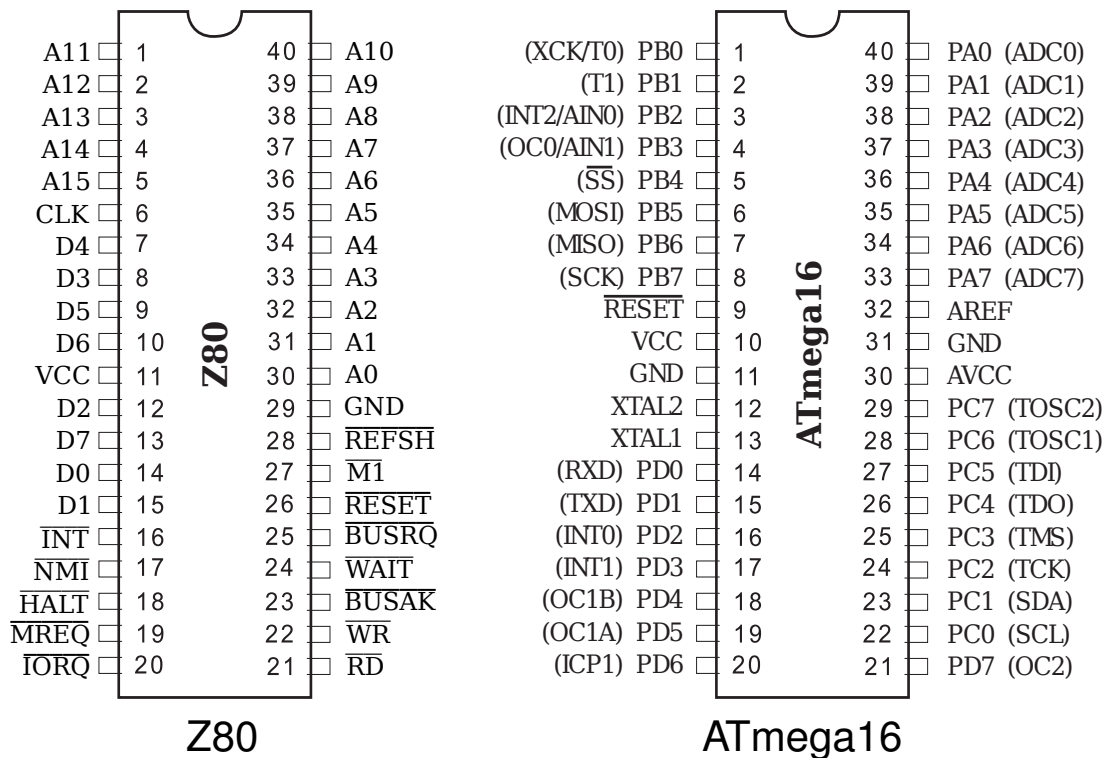 A11 1 40 A10
A12 2 39 A9
A13 3 38 A8
A14 4 37 A7
A15 5 36 A6
CLK 6 35 A5
D4 7 34 A4
D3 8 33 A3
D5 9 32 A2
D6 10 31 A1
VCC 11 30 A0
D2 12 29 GND
D7 13 28 REFSH
D0 14 27 M1
D1 15 26 RESET
INT 16 25 BUSRQ
NMI 17 24 WAIT
HALT 18 23 BUSAK
MREQ 19 22 WR
IORQ 20 21 RD
Z80
Z80
(XCK/T0) PB0 1 40 PA0 (ADC0)
(T1) PB1 2 39 PA1 (ADC1)
(INT2/AIN0) PB2 3 38 PA2 (ADC2)
(OC0/AIN1) PB3 4 37 PA3 (ADC3)
(SS) PB4 5 36 PA4 (ADC4)
(MOSI) PB5 6 35 PA5 (ADC5)
(MISO) PB6 7 34 PA6 (ADC6)
(SCK) PB7 8 33 PA7 (ADC7)
RESET 9 32 AREF
VCC 10 31 GND
GND 11 30 AVCC
XTAL2 12 29 PC7 (TOSC2)
XTAL1 13 28 PC6 (TOSC1)
(RXD) PD0 14 27 PC5 (TDI)
(TXD) PD1 15 26 PC4 (TDO)
(INT0) PD2 16 25 PC3 (TMS)
(INT1) PD3 17 24 PC2 (TCK)
(OC1B) PD4 18 23 PC1 (SDA)
(OC1A) PD5 19 22 PC0 (SCL)
(ICP1) PD6 20 21 PD7 (OC2)
ATmega16
ATmega16